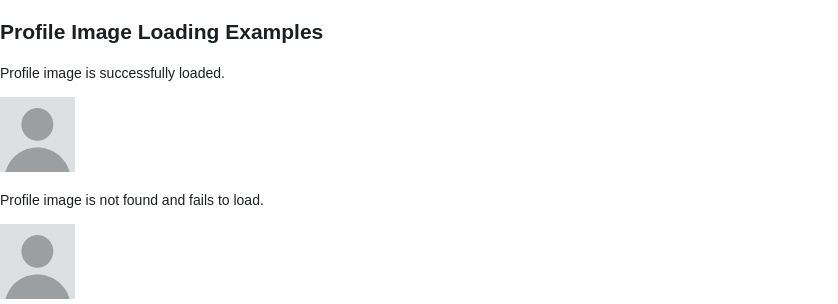 Profile Image Loading Examples
Profile image is successfully loaded.
Profile image is not found and fails to load.